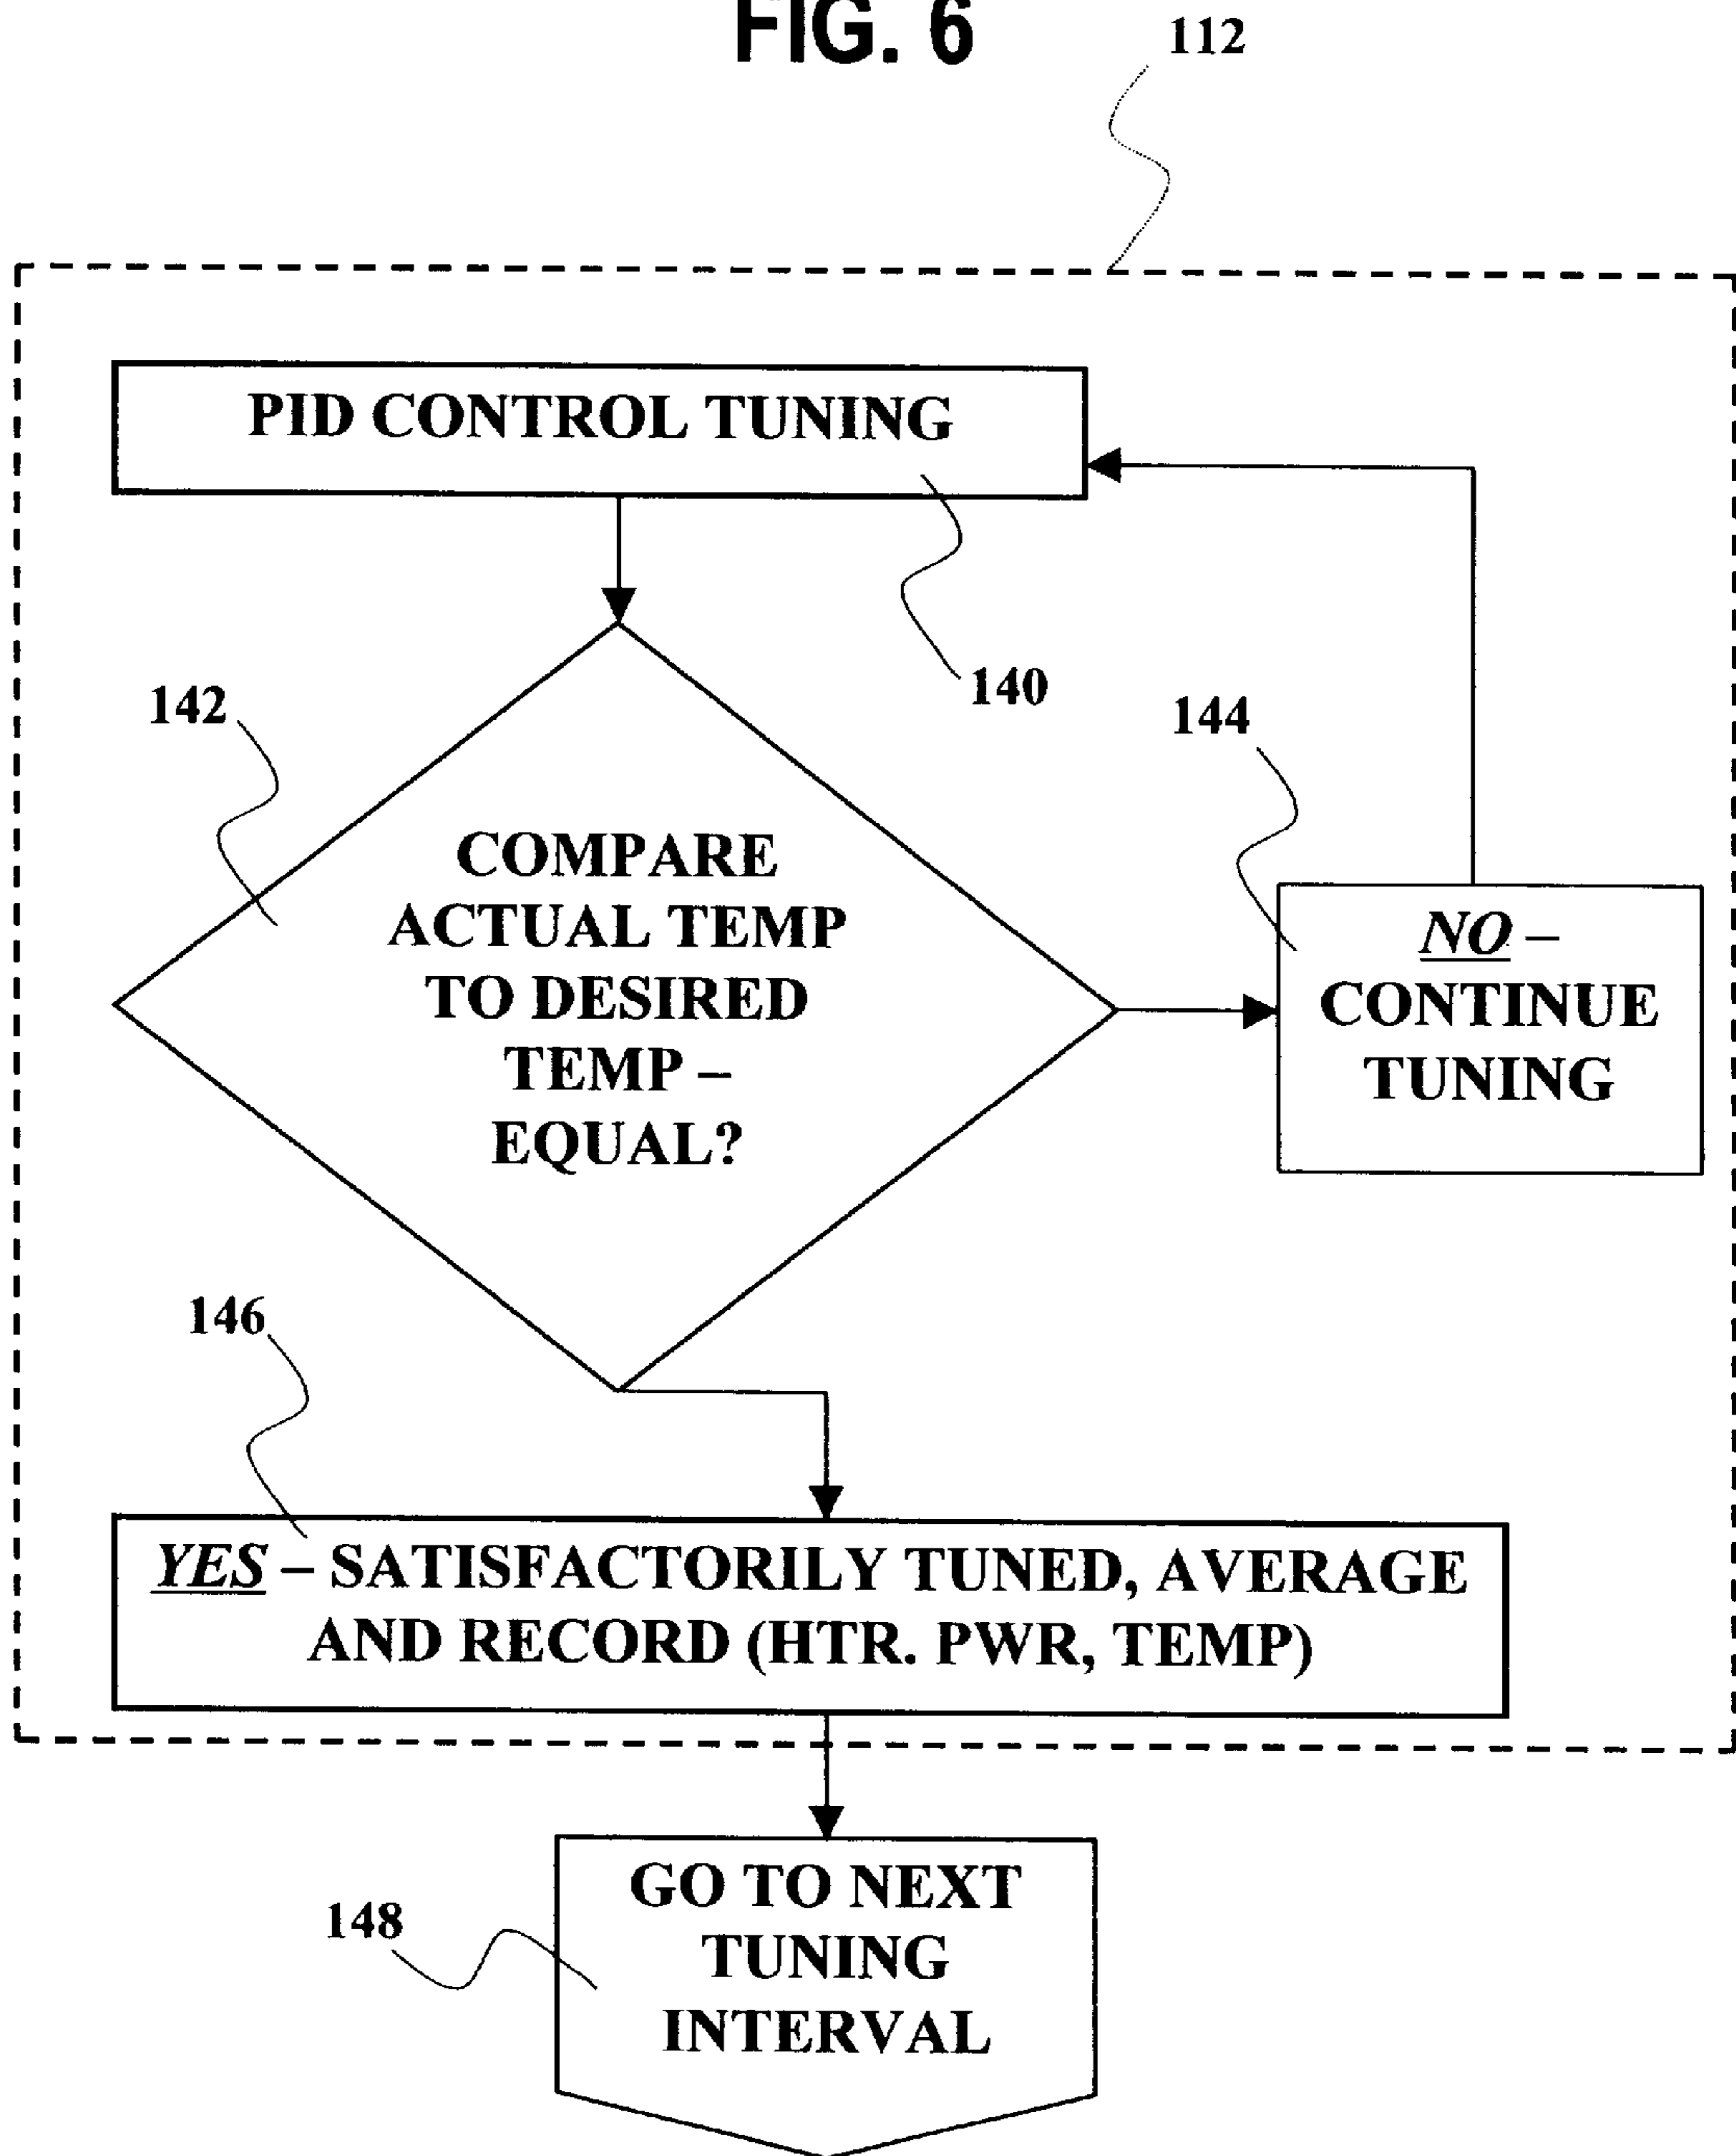 FIG. 6
112
PID CONTROL TUNING
140
142
144
COMPARE
ACTUAL TEMP
TO DESIRED
TEMP –
EQUAL?
NO –
CONTINUE
TUNING
146
YES – SATISFACTORILY TUNED, AVERAGE
AND RECORD (HTR. PWR, TEMP)
148
GO TO NEXT
TUNING
INTERVAL